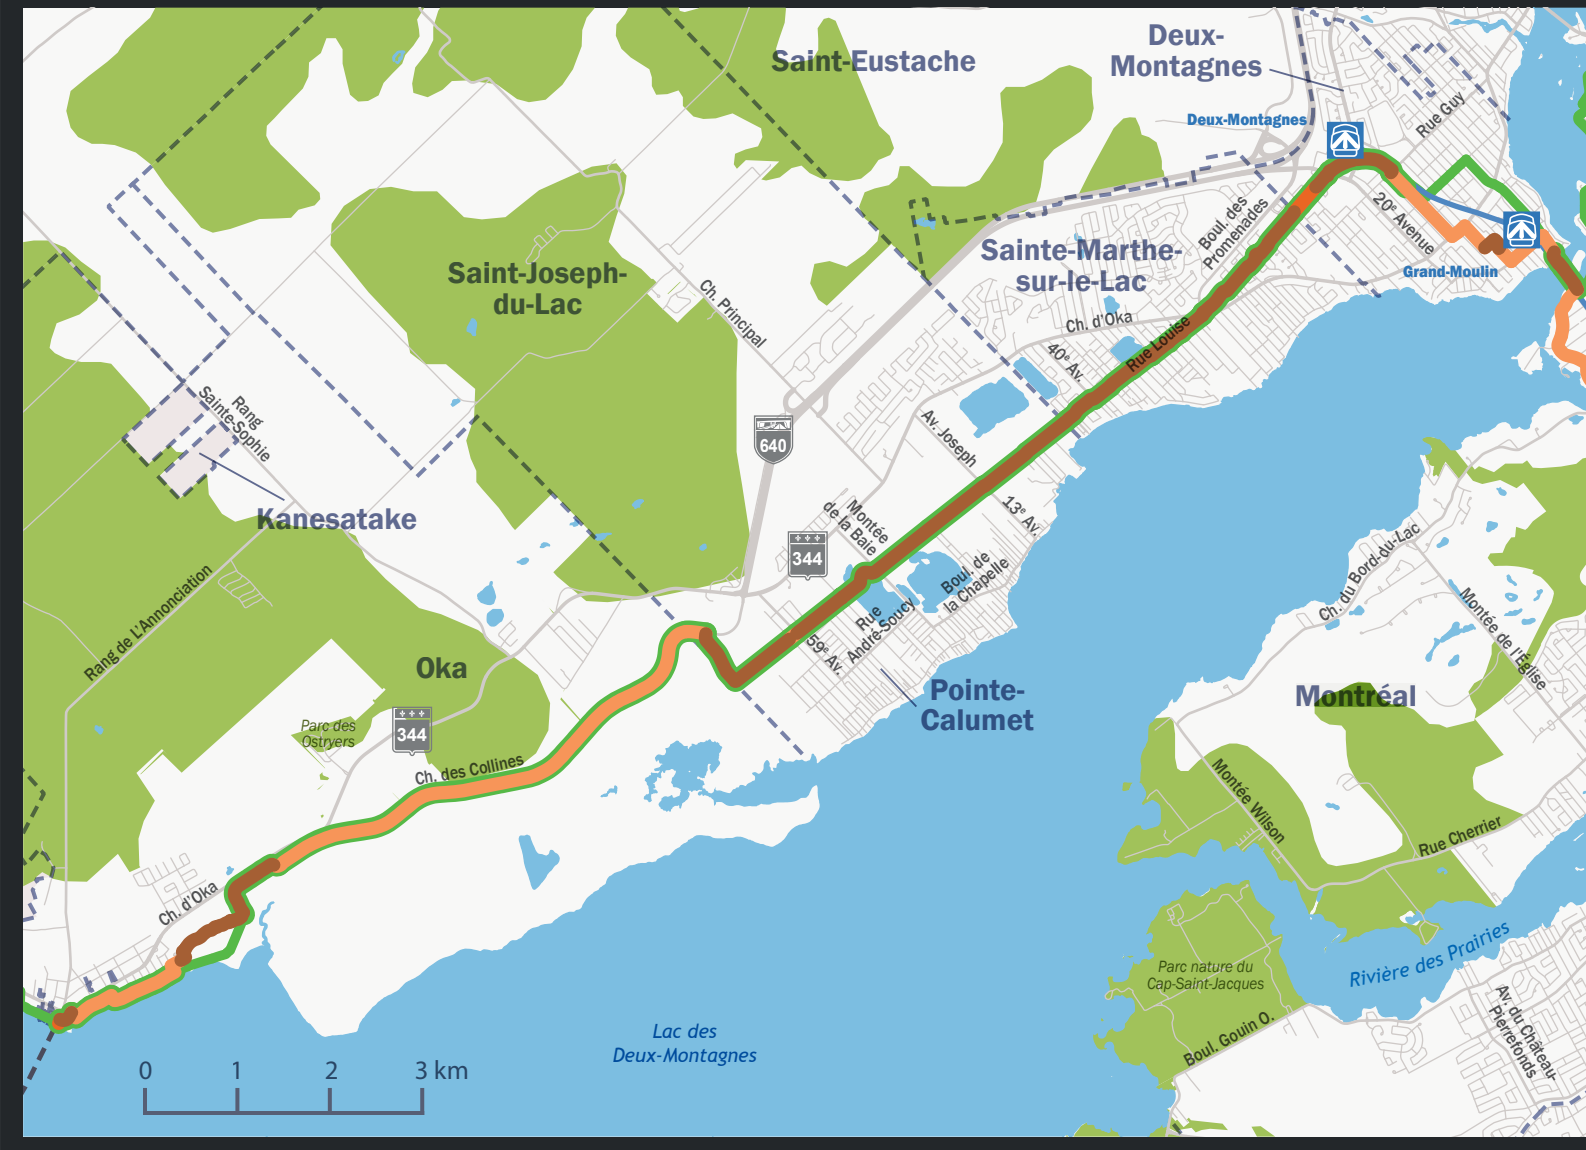 Deux-
Montagnes
Saint-Eustache
Rue Guy
Deux-Montagnes
20e Avenue
Boul. des
Promenades
Grand-Moulin
Sainte-Marthe-
sur-le-Lac
Saint-Joseph-
du-Lac
Ch. Principal
Ch. d'Oka
Rue Louise
40e Av.
Rang
Sainte-Sophie
640
Av. Joseph
Kanesatake
Montée
de la Baie
13e Av.
344
Boul. de
la Chapelle
Ch. du Bord-du-Lac
Rang de L'Annonciation
Rue
André-Soucy
59e Av.
Montée de l'Église
Oka
Pointe-
Calumet
Montréal
Parc des
Ostryers
344
Ch. des Collines
Montée Wilson
Rue Cherrier
Ch. d'Oka
Rivière des Prairies
Parc nature du
Cap-Saint-Jacques
Av. du Château-
Pierrefonds
Boul. Gouin O.
Lac des
Deux-Montagnes
0 1 2 3 km